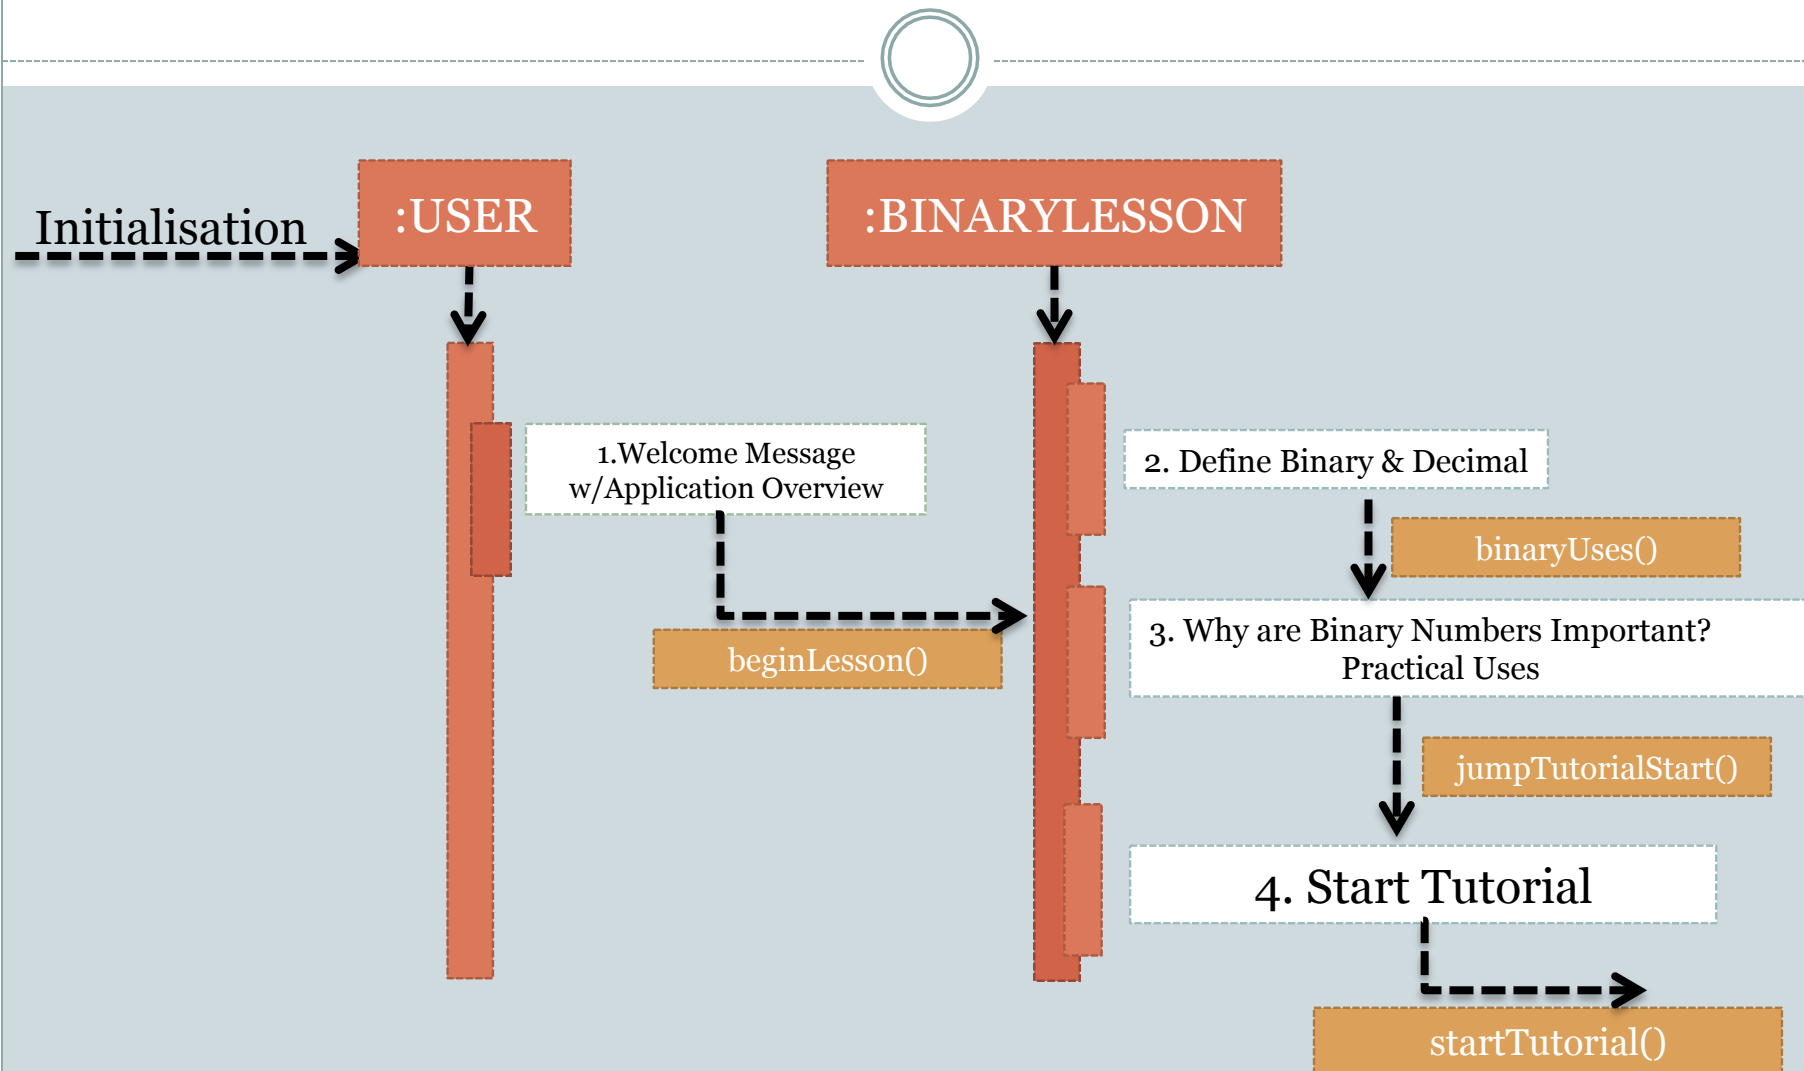 Initialisation
:USER
:BINARYLESSON
1.Welcome Message
w/Application Overview
beginLesson()
2. Define Binary & Decimal
binaryUses()
3. Why are Binary Numbers Important?
Practical Uses
jumpTutorialStart()
4. Start Tutorial
startTutorial()